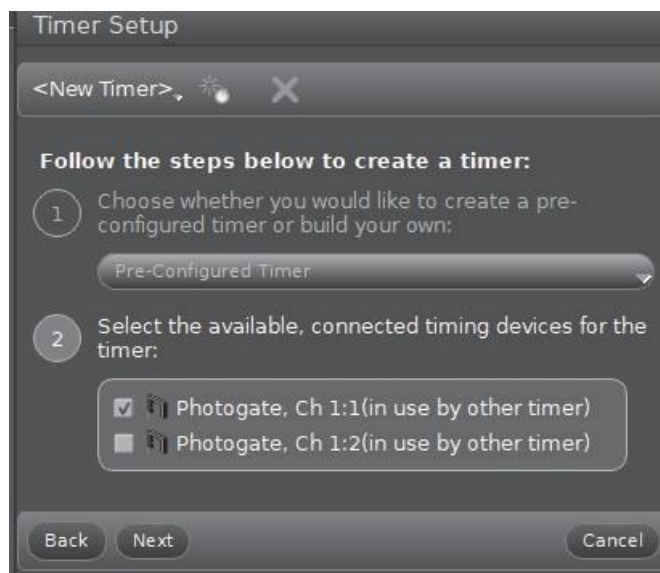 Timer Setup
<New Timer>
Follow the steps below to create a timer:
1
Choose whether you would like to create a pre-
configured timer or build your own:
Pre-Configured Timer
2
Select the available, connected timing devices for the
timer:
Photogate, Ch 1:1(in use by other timer)
Photogate, Ch 1:2(in use by other timer)
Back Next Cancel